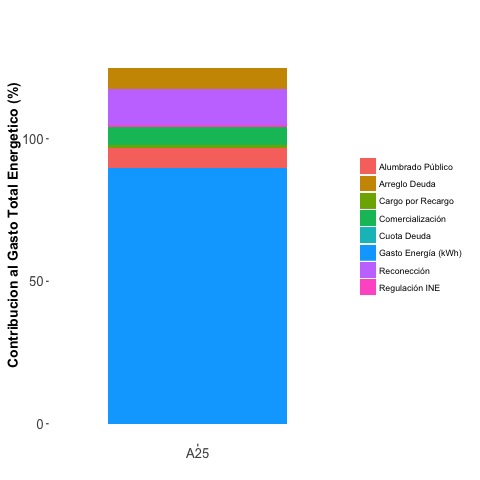 Contribucion al Gasto Total Energetico (%)
100
50
0
A25
Alumbrado Público
Arreglo Deuda
Cargo por Recargo
Comercialización
Cuota Deuda
Gasto Energía (kWh)
Reconección
Regulación INE